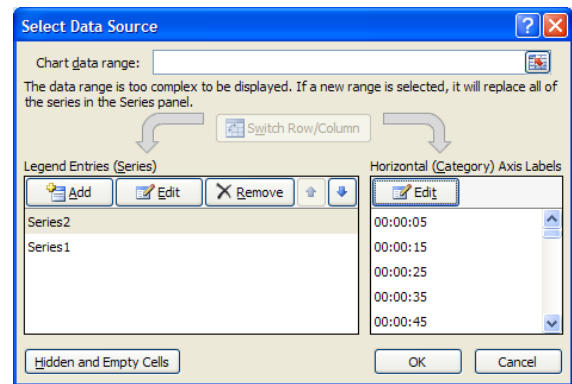 Select Data Source
Chart data range:
The data range is too complex to be displayed. If a new range is selected, it will replace all of
the series in the Series panel.
Switch Row/Column
Legend Entries (Series)
Horizontal (Category) Axis Labels
Add Edit Remove
Edit
Series2
Series1
00:00:05
00:00:15
00:00:25
00:00:35
00:00:45
Hidden and Empty Cells
OK Cancel